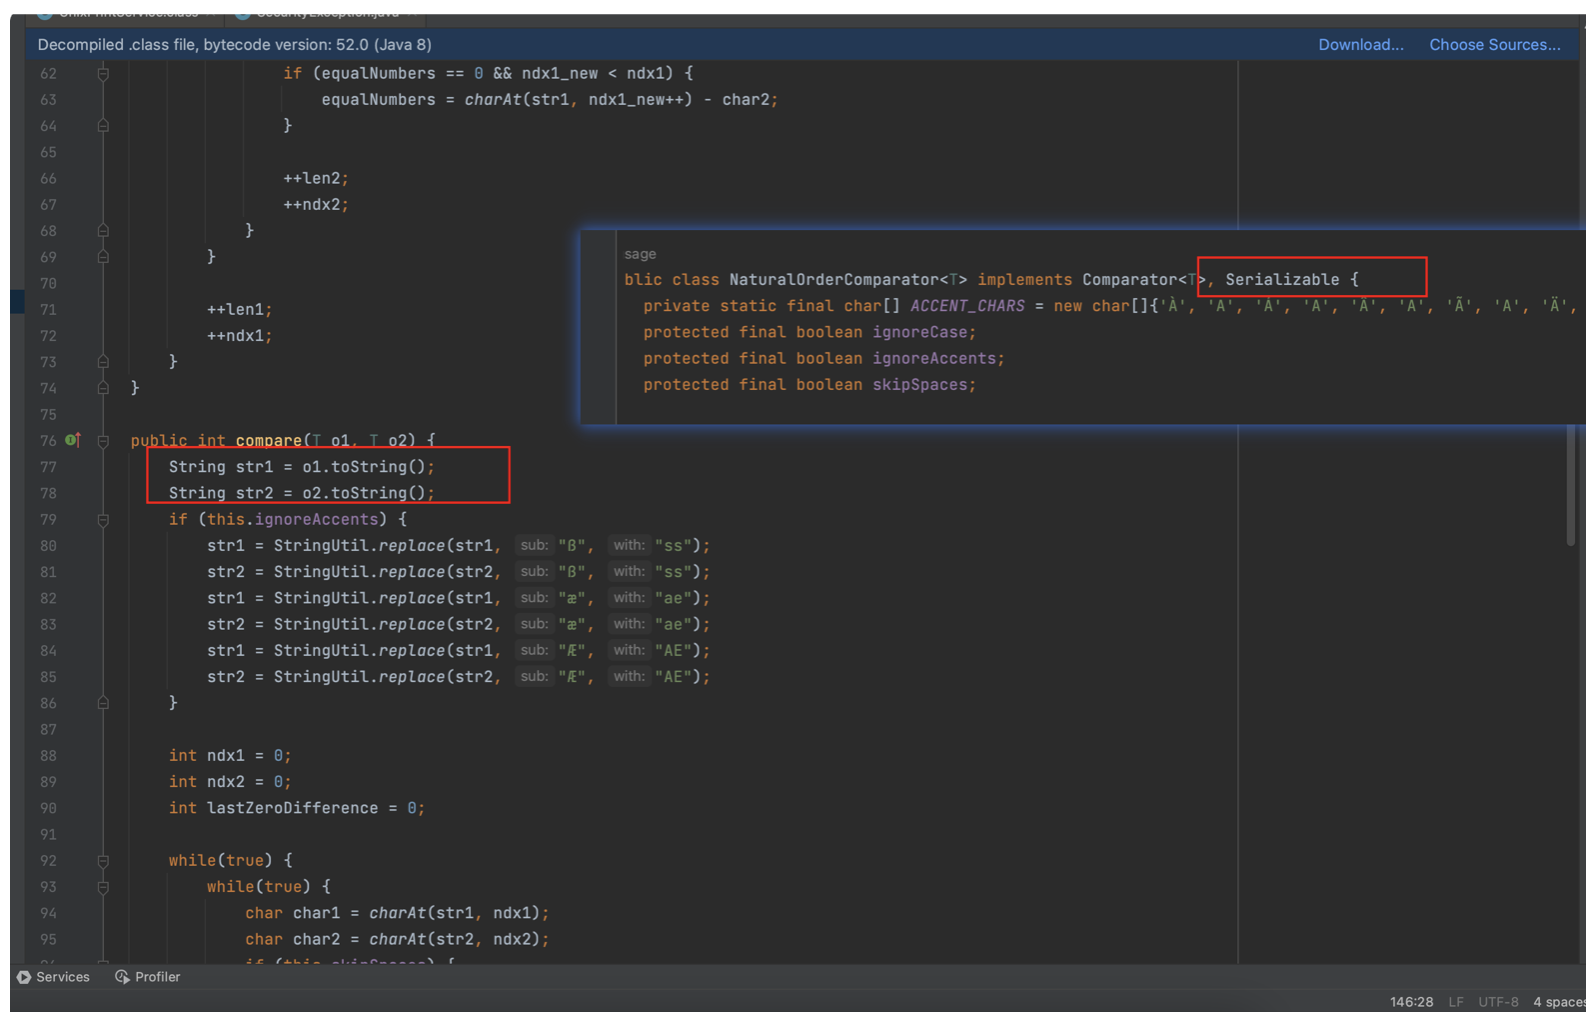 UnixPrintService.class SecurityException.java
Decompiled .class file, bytecode version: 52.0 (Java 8) Download... Choose Sources...
62 if (equalNumbers == 0 && ndx1_new < ndx1) {
63 equalNumbers = charAt(str1, ndx1_new++) - char2;
64 }
65
66 ++len2;
67 ++ndx2;
68 }
69 }
70
71 ++len1;
72 ++ndx1;
73 }
74 }
75
sage
blic class NaturalOrderComparator<T> implements Comparator<T>, Serializable {
private static final char[] ACCENT_CHARS = new char[]{'À', 'A', 'Á', 'A', 'Â', 'A', 'Ã', 'A', 'Ä',
protected final boolean ignoreCase;
protected final boolean ignoreAccents;
protected final boolean skipSpaces;
76 public int compare(T o1, T o2) {
77 String str1 = o1.toString();
78 String str2 = o2.toString();
79 if (this.ignoreAccents) {
80 str1 = StringUtil.replace(str1, sub: "ß", with: "ss");
81 str2 = StringUtil.replace(str2, sub: "ß", with: "ss");
82 str1 = StringUtil.replace(str1, sub: "æ", with: "ae");
83 str2 = StringUtil.replace(str2, sub: "æ", with: "ae");
84 str1 = StringUtil.replace(str1, sub: "Æ", with: "AE");
85 str2 = StringUtil.replace(str2, sub: "Æ", with: "AE");
86 }
87
88 int ndx1 = 0;
89 int ndx2 = 0;
90 int lastZeroDifference = 0;
91
92 while(true) {
93 while(true) {
94 char char1 = charAt(str1, ndx1);
95 char char2 = charAt(str2, ndx2);
96 if (this.skipSpaces) {
Services Profiler
146:28 LF UTF-8 4 spaces